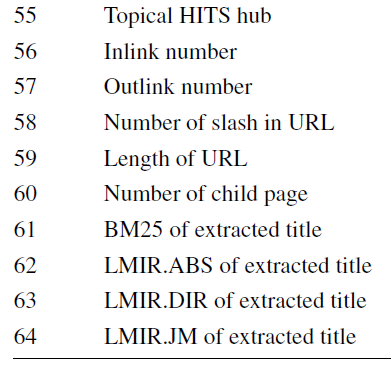 55 Topical HITS hub
56 Inlink number
57 Outlink number
58 Number of slash in URL
59 Length of URL
60 Number of child page
61 BM25 of extracted title
62 LMIR.ABS of extracted title
63 LMIR.DIR of extracted title
64 LMIR.JM of extracted title